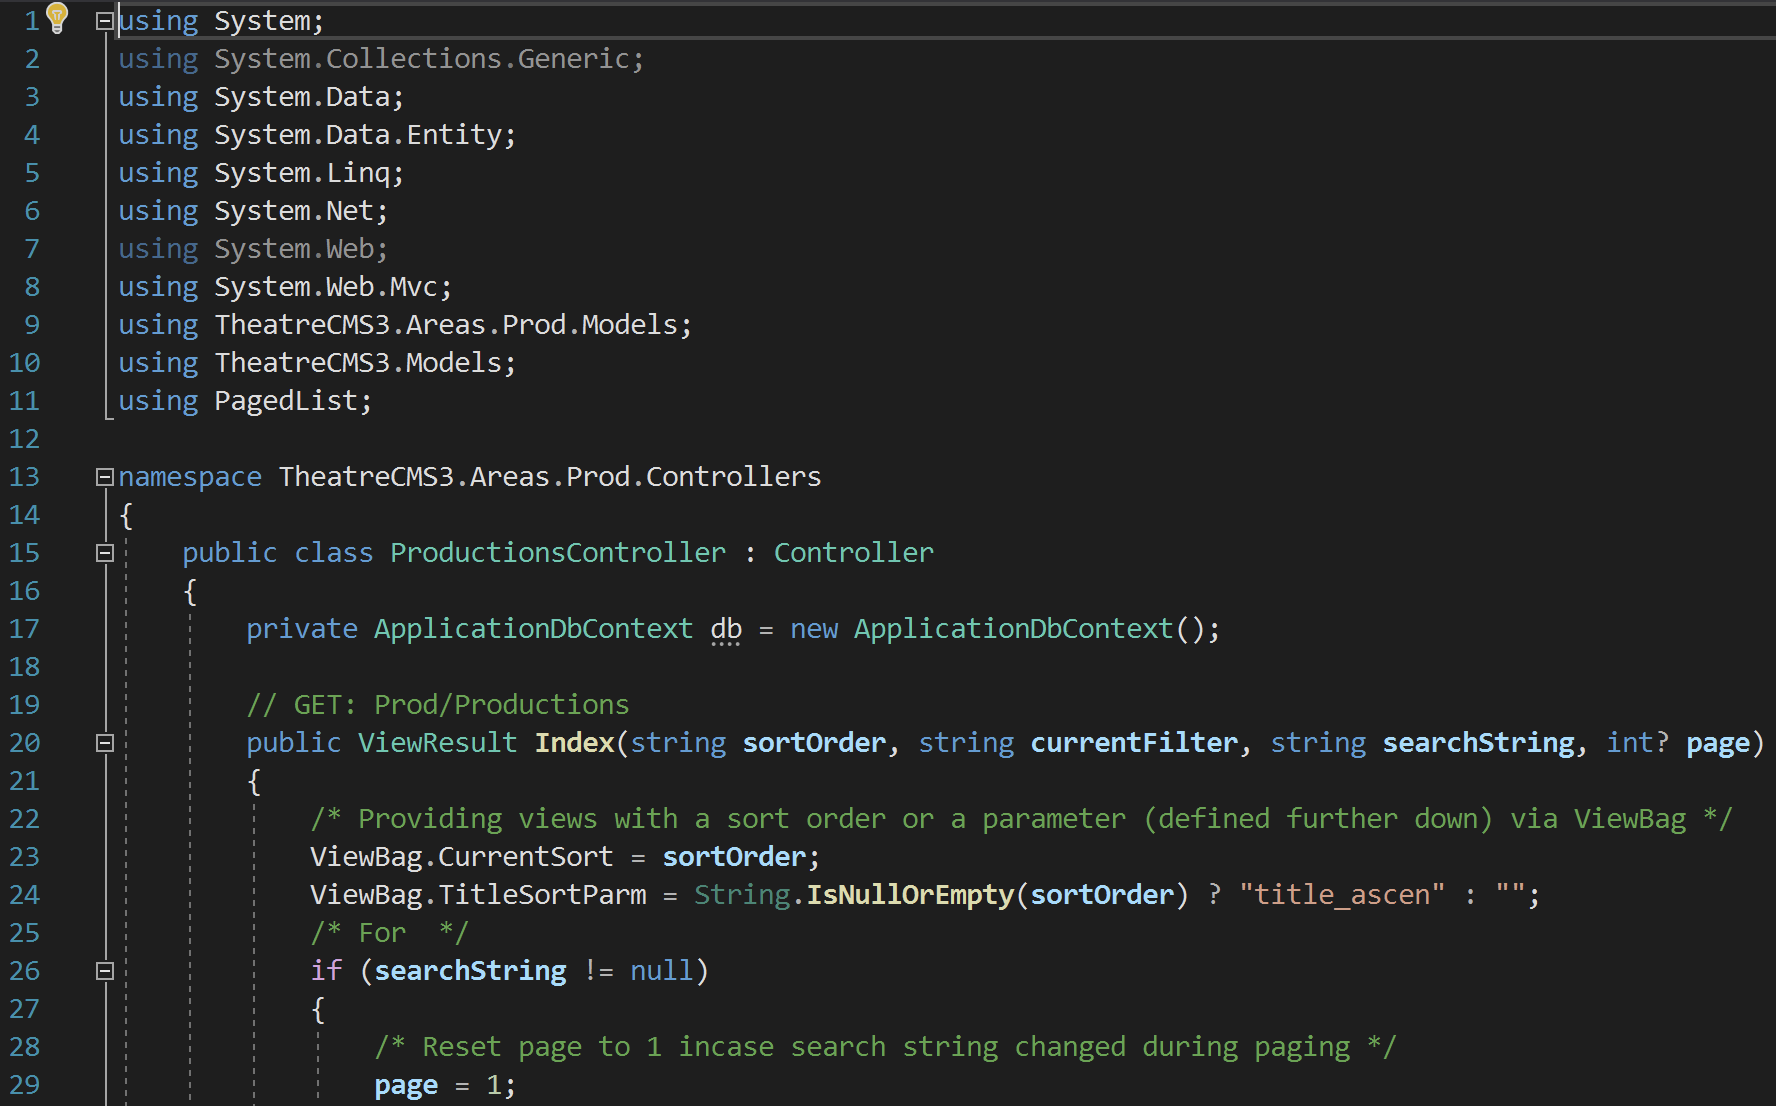 1 using System;
2 using System.Collections.Generic;
3 using System.Data;
4 using System.Data.Entity;
5 using System.Linq;
6 using System.Net;
7 using System.Web;
8 using System.Web.Mvc;
9 using TheatreCMS3.Areas.Prod.Models;
10 using TheatreCMS3.Models;
11 using PagedList;
12
13 namespace TheatreCMS3.Areas.Prod.Controllers
14 {
15     public class ProductionsController : Controller
16     {
17         private ApplicationDbContext db = new ApplicationDbContext();
18
19         // GET: Prod/Productions
20         public ViewResult Index(string sortOrder, string currentFilter, string searchString, int? page)
21         {
22             /* Providing views with a sort order or a parameter (defined further down) via ViewBag */
23             ViewBag.CurrentSort = sortOrder;
24             ViewBag.TitleSortParm = String.IsNullOrEmpty(sortOrder) ? "title_ascen" : "";
25             /* For  */
26             if (searchString != null)
27             {
28                 /* Reset page to 1 incase search string changed during paging */
29                 page = 1;